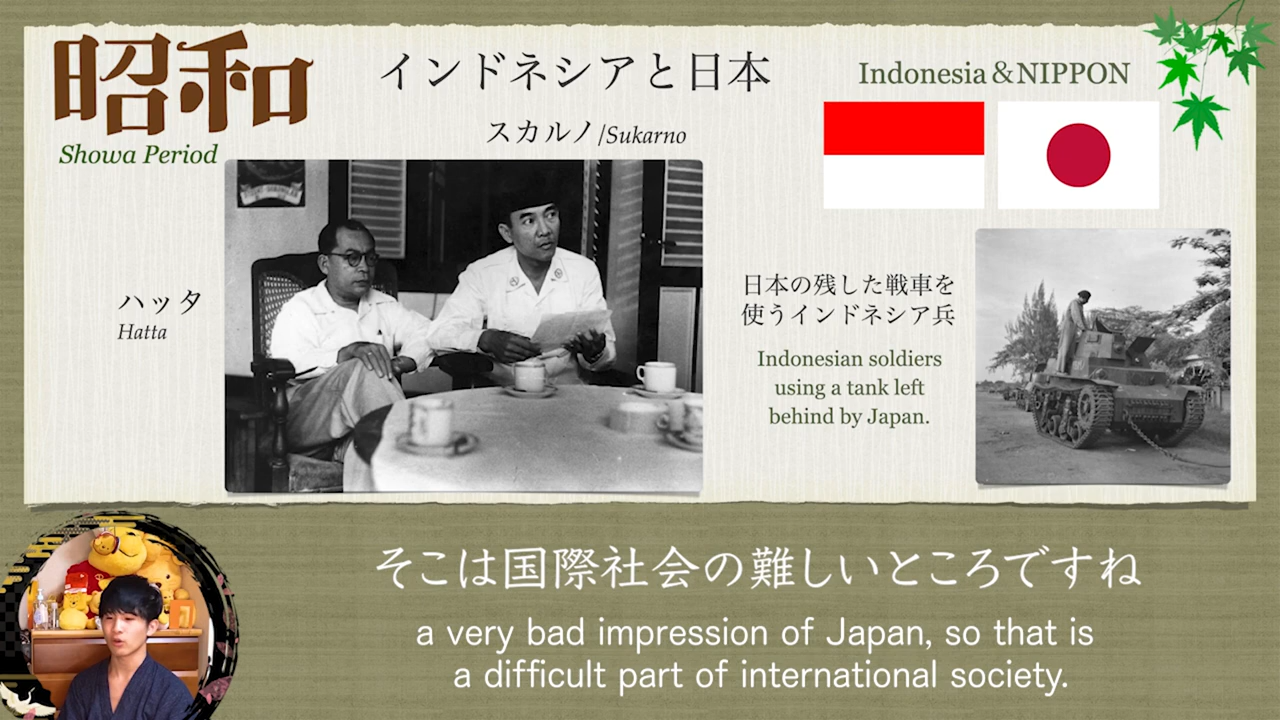 昭和
Showa Period
インドネシアと日本
Indonesia&NIPPON
スカルノ/Sukarno
ハッタ
Hatta
日本の残した戦車を
使うインドネシア兵
Indonesian soldiers
using a tank left
behind by Japan.
そこは国際社会の難しいところですね
a very bad impression of Japan, so that is
a difficult part of international society.